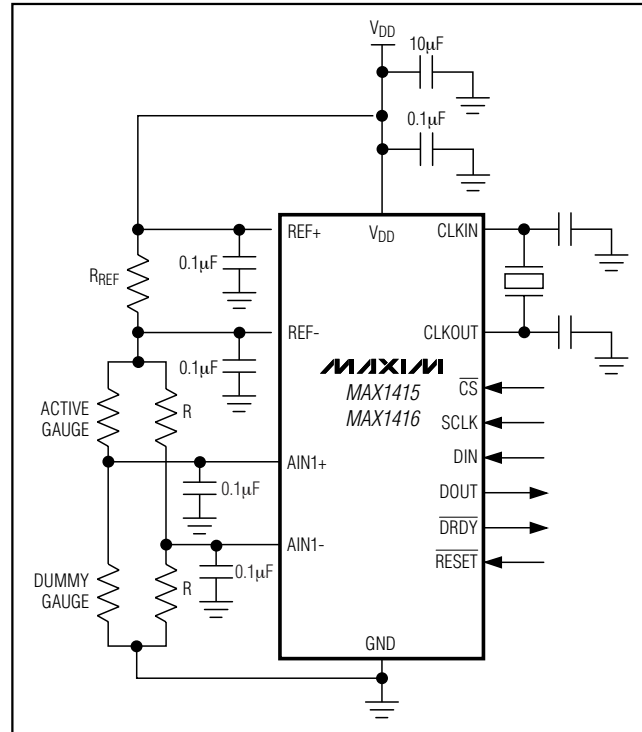 VDD
10µF
0.1µF
REF+
VDD
CLKIN
0.1µF
RREF
REF-
CLKOUT
0.1µF
MAXIM
MAX1415
MAX1416
CS
ACTIVE
GAUGE
R
SCLK
AIN1+
DIN
0.1µF
DOUT
DRDY
AIN1-
RESET
0.1µF
DUMMY
GAUGE
R
GND